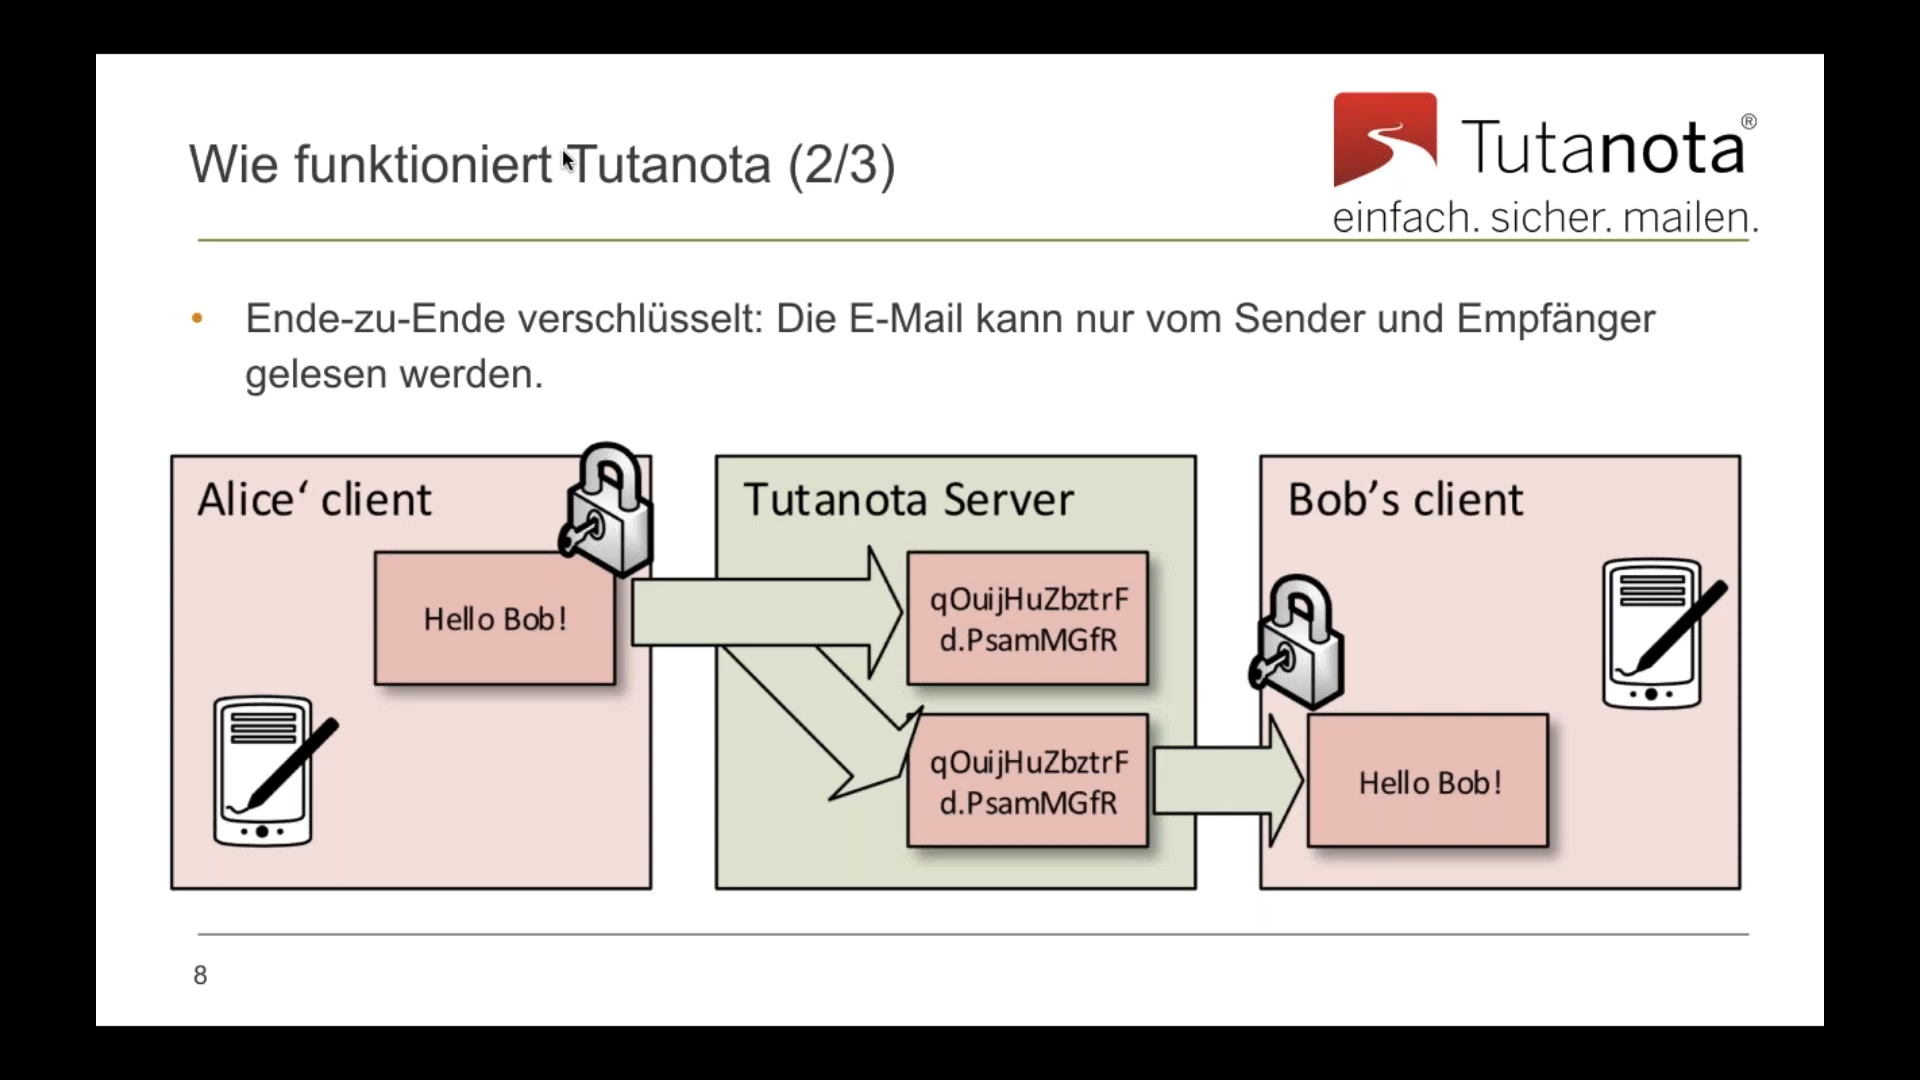 Wie funktioniert Tutanota (2/3)
Tutanota®
einfach. sicher. mailen.
• Ende-zu-Ende verschlüsselt: Die E-Mail kann nur vom Sender und Empfänger
gelesen werden.
Alice‘ client
Hello Bob!
Tutanota Server
qOuijHuZbztrF
d.PsamMGfR
qOuijHuZbztrF
d.PsamMGfR
Bob’s client
Hello Bob!
8